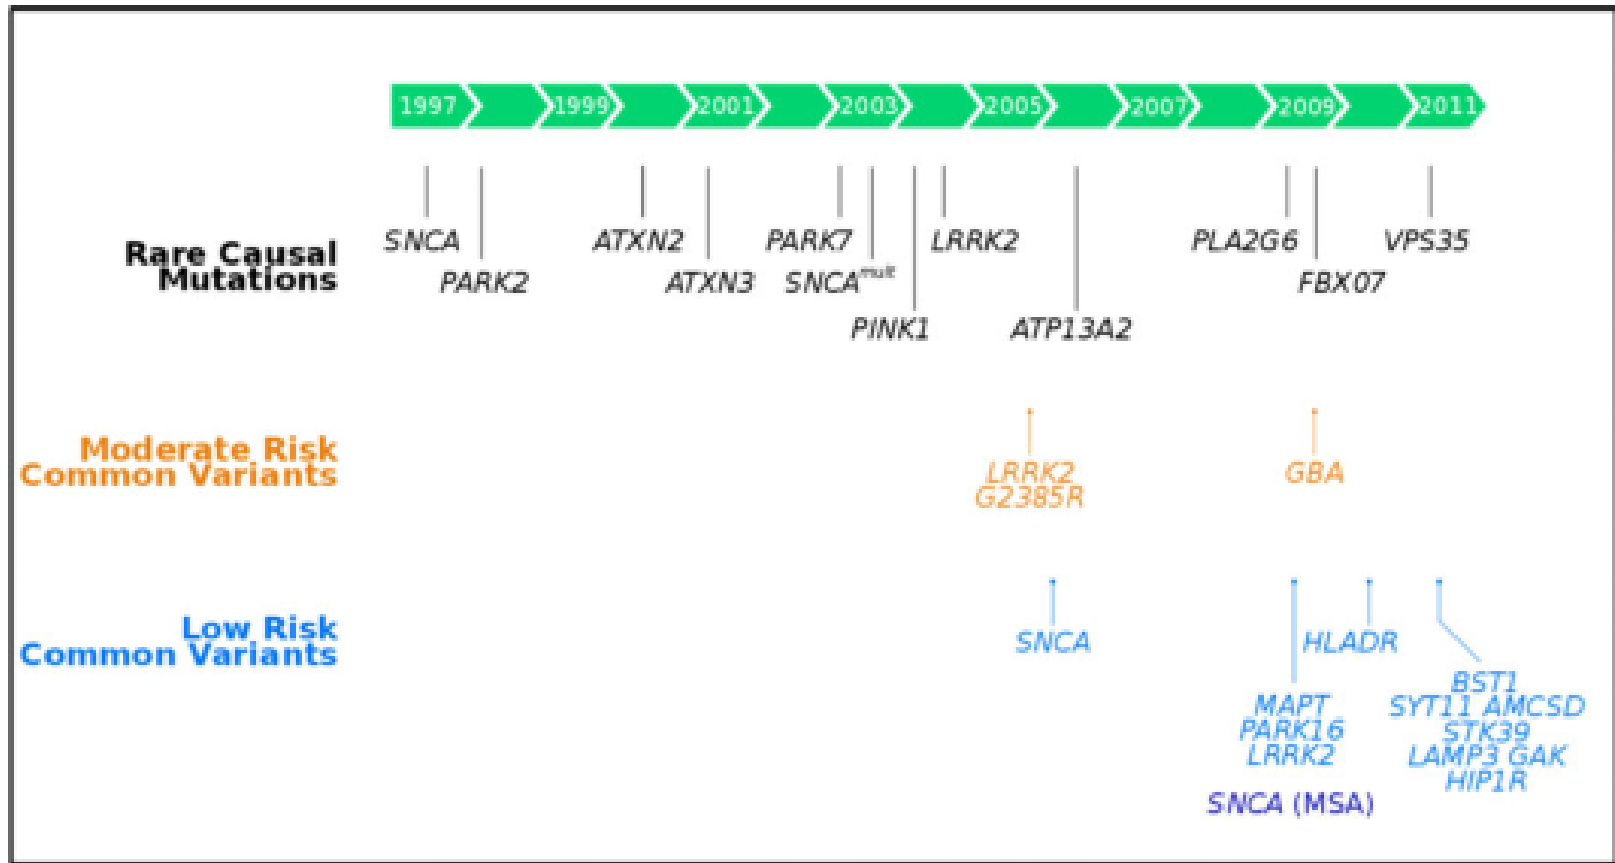 1997 1999 2001 2003 2005 2007 2009 2011
Rare Causal
Mutations
SNCA ATXN2 PARK7 LRRK2 PLA2G6 VPS35
PARK2 ATXN3 SNCAmult FBX07
PINK1 ATP13A2
Moderate Risk
Common Variants
LRRK2
G2385R
GBA
Low Risk
Common Variants
SNCA
HLADR
MAPT
PARK16
LRRK2
SNCA (MSA)
BST1
SYT11 AMCSD
STK39
LAMP3 GAK
HIP1R